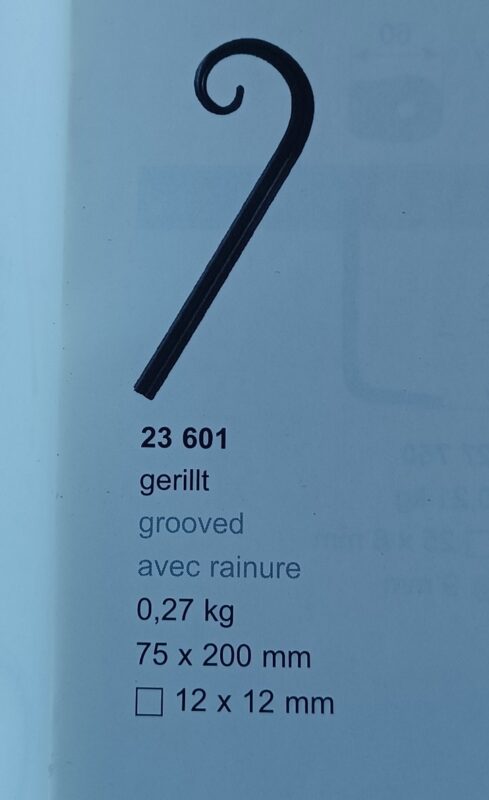 23 601
gerillt
grooved
avec rainure
0,27 kg
75 x 200 mm
□ 12 x 12 mm